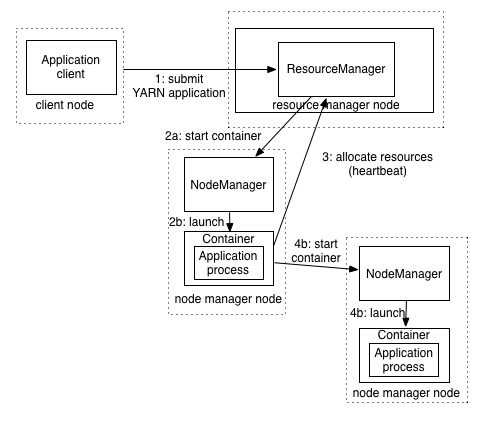 Application
client
client node
1: submit
YARN application
ResourceManager
resource manager node
2a: start container
NodeManager
2b: launch
Container
Application
process
node manager node
3: allocate resources
(heartbeat)
4b: start
container
NodeManager
4b: launch
Container
Application
process
node manager node